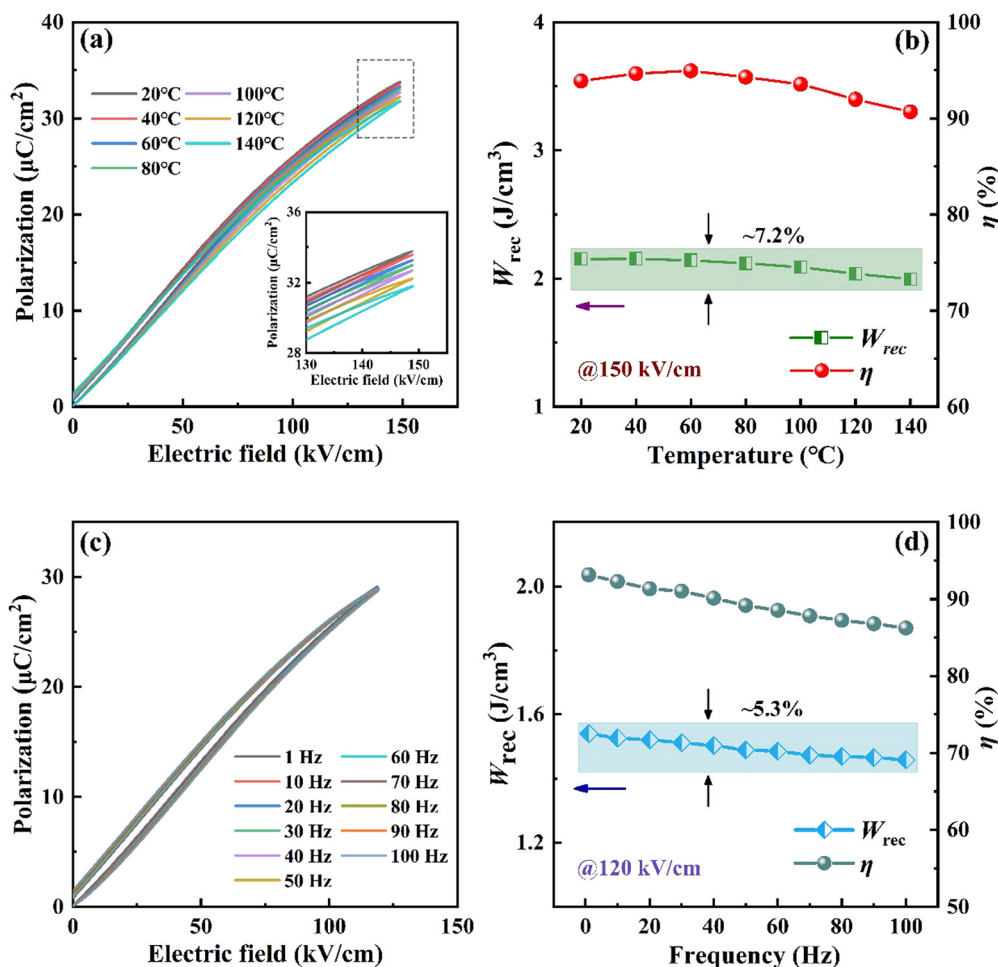 (a)
40
30
20
10
0
Polarization (μC/cm²)
20℃ 100℃
40℃ 120℃
60℃ 140℃
80℃
36
34
32
30
28
Polarization (μC/cm²)
130 140 150
Electric field (kV/cm)
0 50 100 150
Electric field (kV/cm)
(b)
4
3
2
1
Wrec (J/cm³)
100
90
80
70
60
η (%)
~7.2%
Wrec
η
@150 kV/cm
20 40 60 80 100 120 140
Temperature (℃)
(c)
30
20
10
0
Polarization (μC/cm²)
1 Hz 60 Hz
10 Hz 70 Hz
20 Hz 80 Hz
30 Hz 90 Hz
40 Hz 100 Hz
50 Hz
0 50 100 150
Electric field (kV/cm)
(d)
2.0
1.6
1.2
Wrec (J/cm³)
100
90
80
70
60
50
η (%)
~5.3%
Wrec
η
@120 kV/cm
0 20 40 60 80 100
Frequency (Hz)